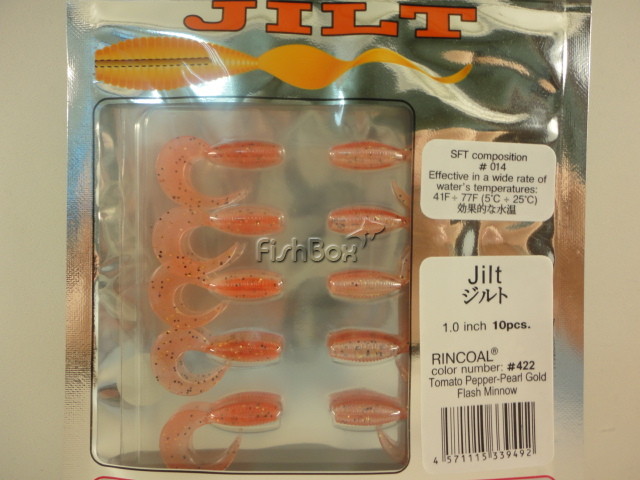 JILT
SFT composition
# 014
Effective in a wide rate of
water's temperatures:
41F ÷ 77F (5℃ ÷ 25℃)
効果的な水温
FishBox
Jilt
ジルト
1.0 inch 10pcs.
RINCOAL®
color number: #422
Tomato Pepper-Pearl Gold
Flash Minnow
4 571115 339492